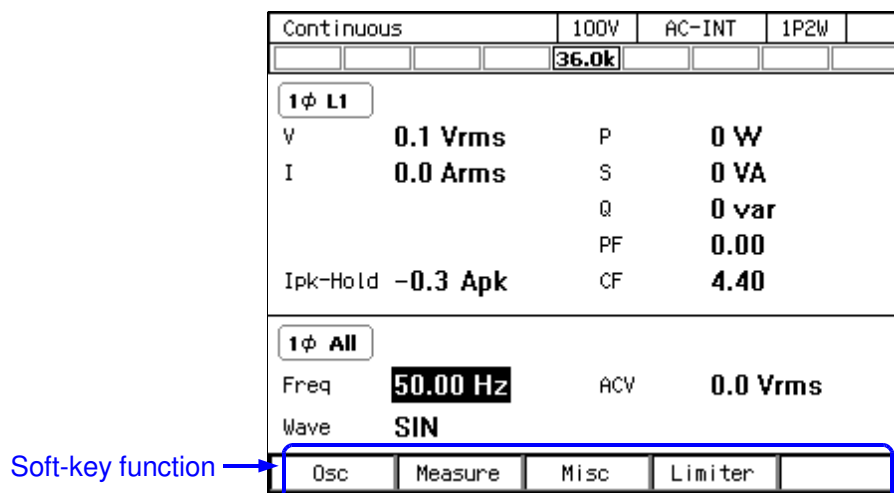 Continuous 100V AC-INT 1P2W
36.0k
1ϕ L1
V 0.1 Vrms P 0 W
I 0.0 Arms S 0 VA
Q 0 var
PF 0.00
Ipk-Hold −0.3 Apk CF 4.40
1ϕ All
Freq 50.00 Hz ACV 0.0 Vrms
Wave SIN
Soft-key function Osc Measure Misc Limiter